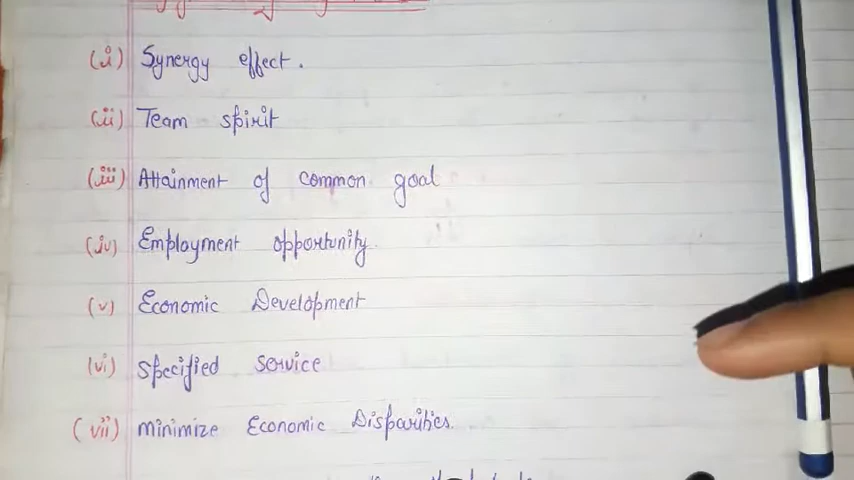 (i) Synergy effect.
(ii) Team spirit
(iii) Attainment of common goal
(iv) Employment opportunity.
(v) Economic Development
(vi) Specified service
(vii) Minimize Economic Disparities.